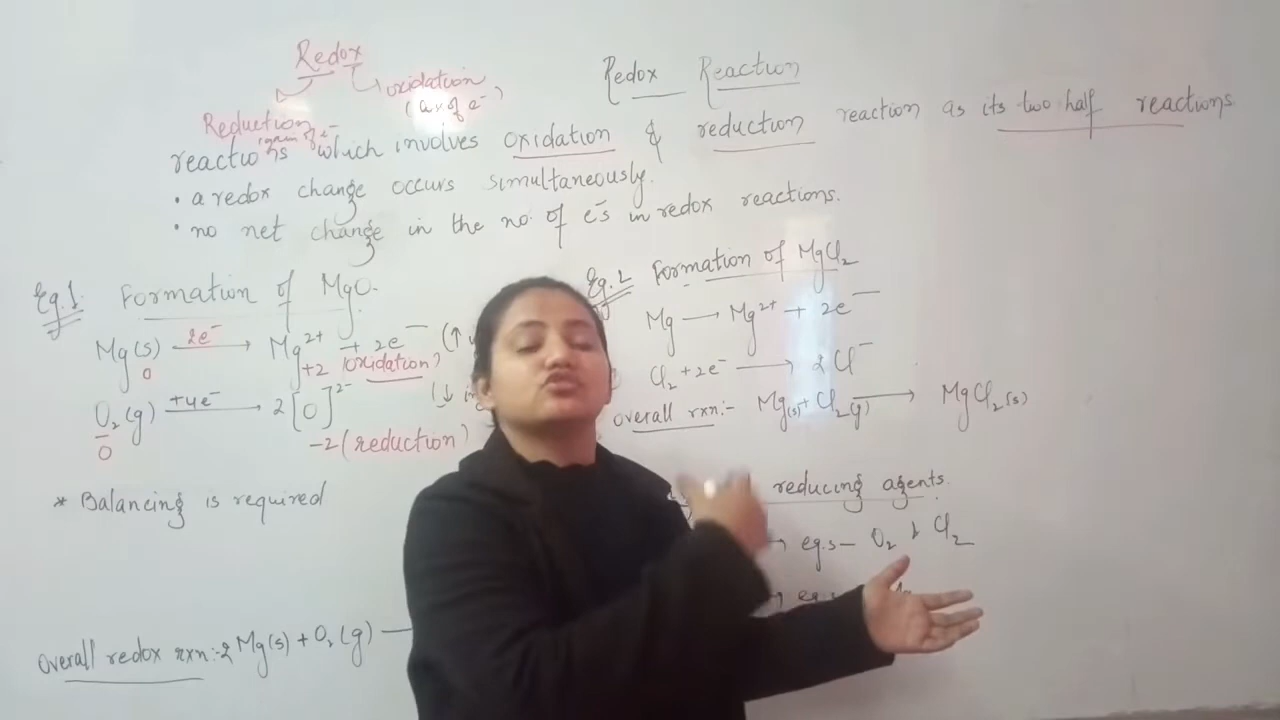 Redox
oxidation
Reduction
Redox Reaction
reactions which involves oxidation & reduction reaction as its two half reactions
• a redox change occurs simultaneously.
• no net change in the no. of e⁻s in redox reactions.
Eg.1. Formation of MgO.
Mg(s) —2e⁻→ Mg²⁺ + 2e⁻ (↑
0 +2 (oxidation)
O₂(g) —+4e⁻→ 2[O]²⁻ (↓
0 -2 (reduction)
* Balancing is required
Overall redox rxn:- 2Mg(s) + O₂(g) —
Eg.2 Formation of MgCl₂
Mg → Mg²⁺ + 2e⁻
Cl₂ + 2e⁻ → 2Cl⁻
overall rxn:- Mg(s) + Cl₂(g) → MgCl₂(s)
reducing agents.
→ eg.s – O₂ & Cl₂
→ eg.s